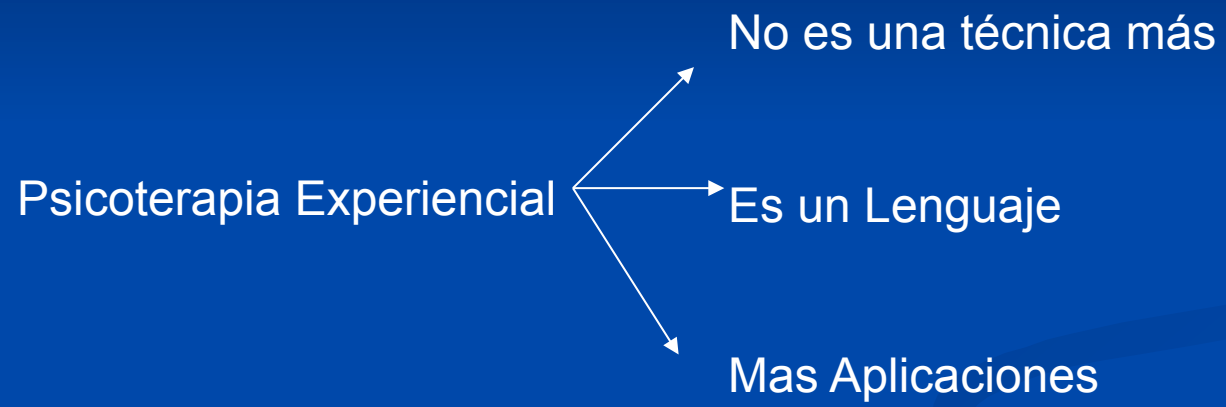 No es una técnica más
Psicoterapia Experiencial
Es un Lenguaje
Mas Aplicaciones